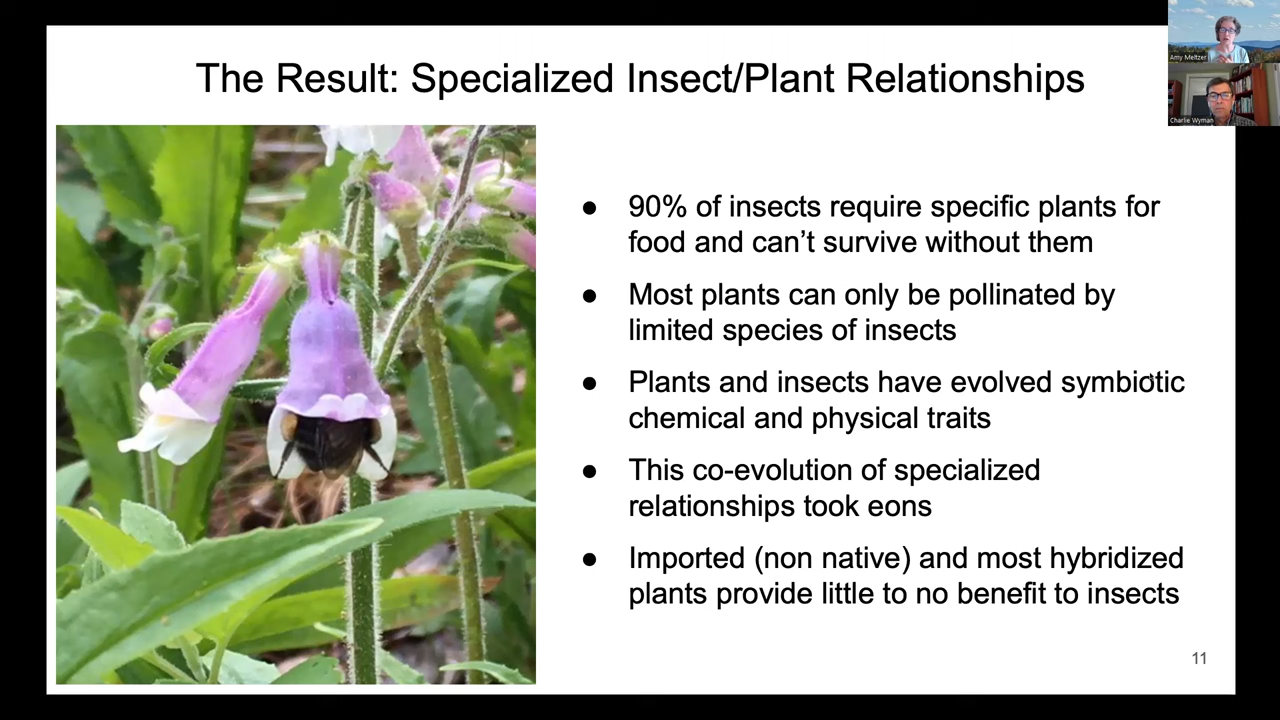 The Result: Specialized Insect/Plant Relationships
Amy Meltzer
Charlie Wyman
● 90% of insects require specific plants for
food and can’t survive without them
● Most plants can only be pollinated by
limited species of insects
● Plants and insects have evolved symbiotic
chemical and physical traits
● This co-evolution of specialized
relationships took eons
● Imported (non native) and most hybridized
plants provide little to no benefit to insects
11